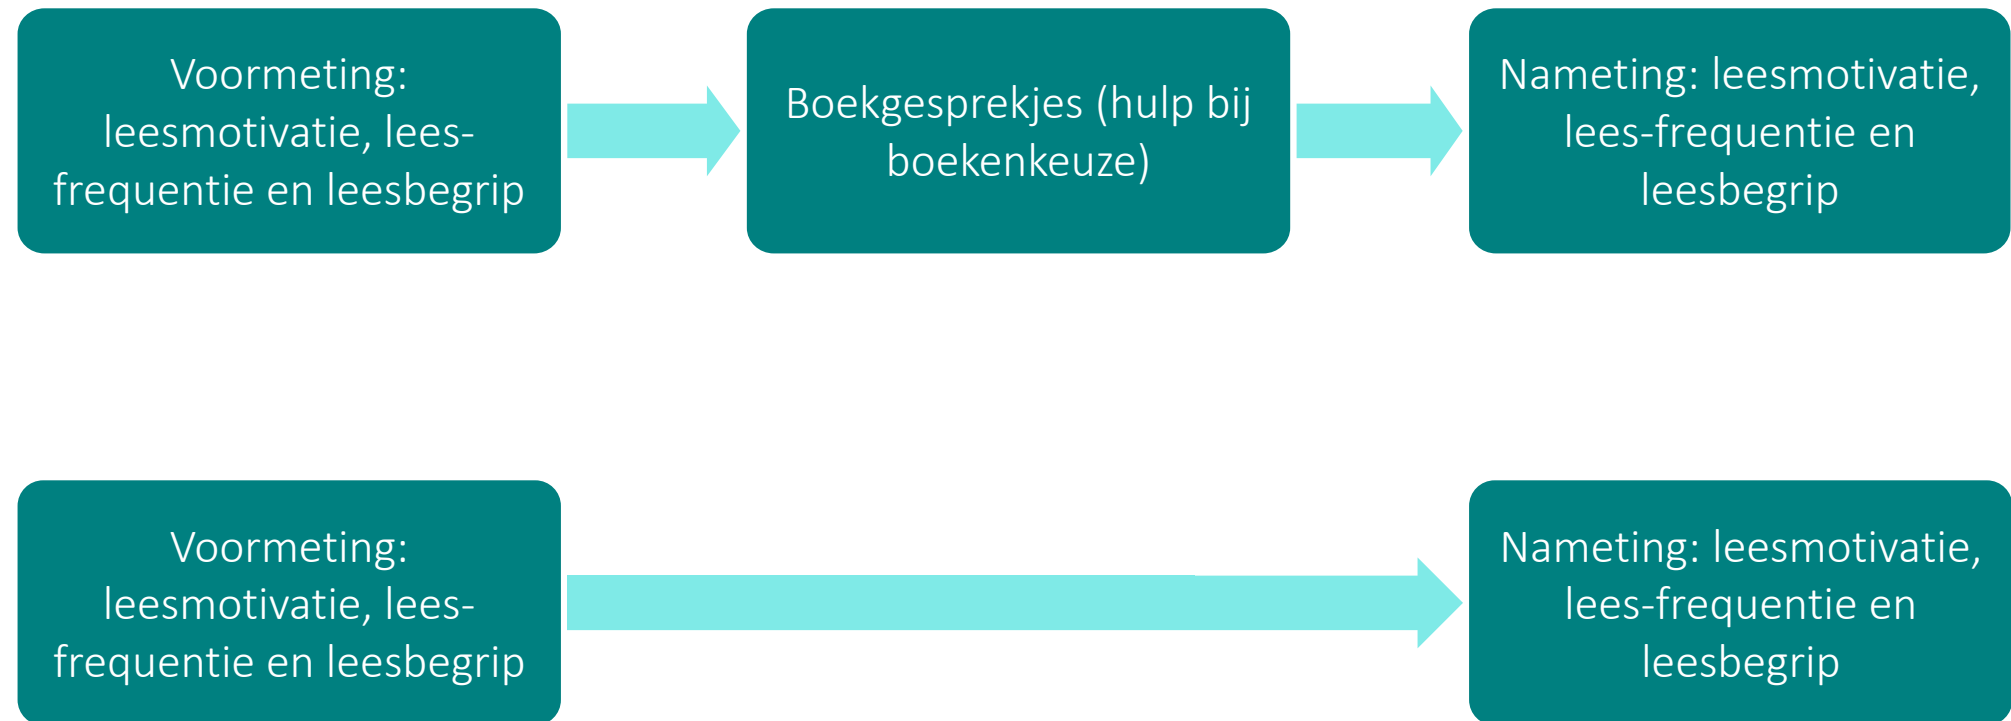 Voormeting:
leesmotivatie, lees-
frequentie en leesbegrip
Boekgesprekjes (hulp bij
boekenkeuze)
Nameting: leesmotivatie,
lees-frequentie en
leesbegrip
Voormeting:
leesmotivatie, lees-
frequentie en leesbegrip
Nameting: leesmotivatie,
lees-frequentie en
leesbegrip